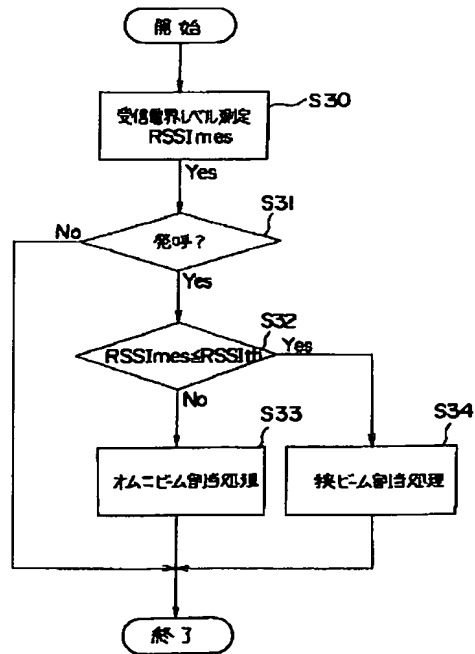 開始
S30
受信電界レベル測定
RSSImes
Yes
S31
No
発呼?
Yes
S32
RSSImes≤RSSIth
Yes
No
S33
オムニビーム割当処理
S34
狭ビーム割当処理
終了